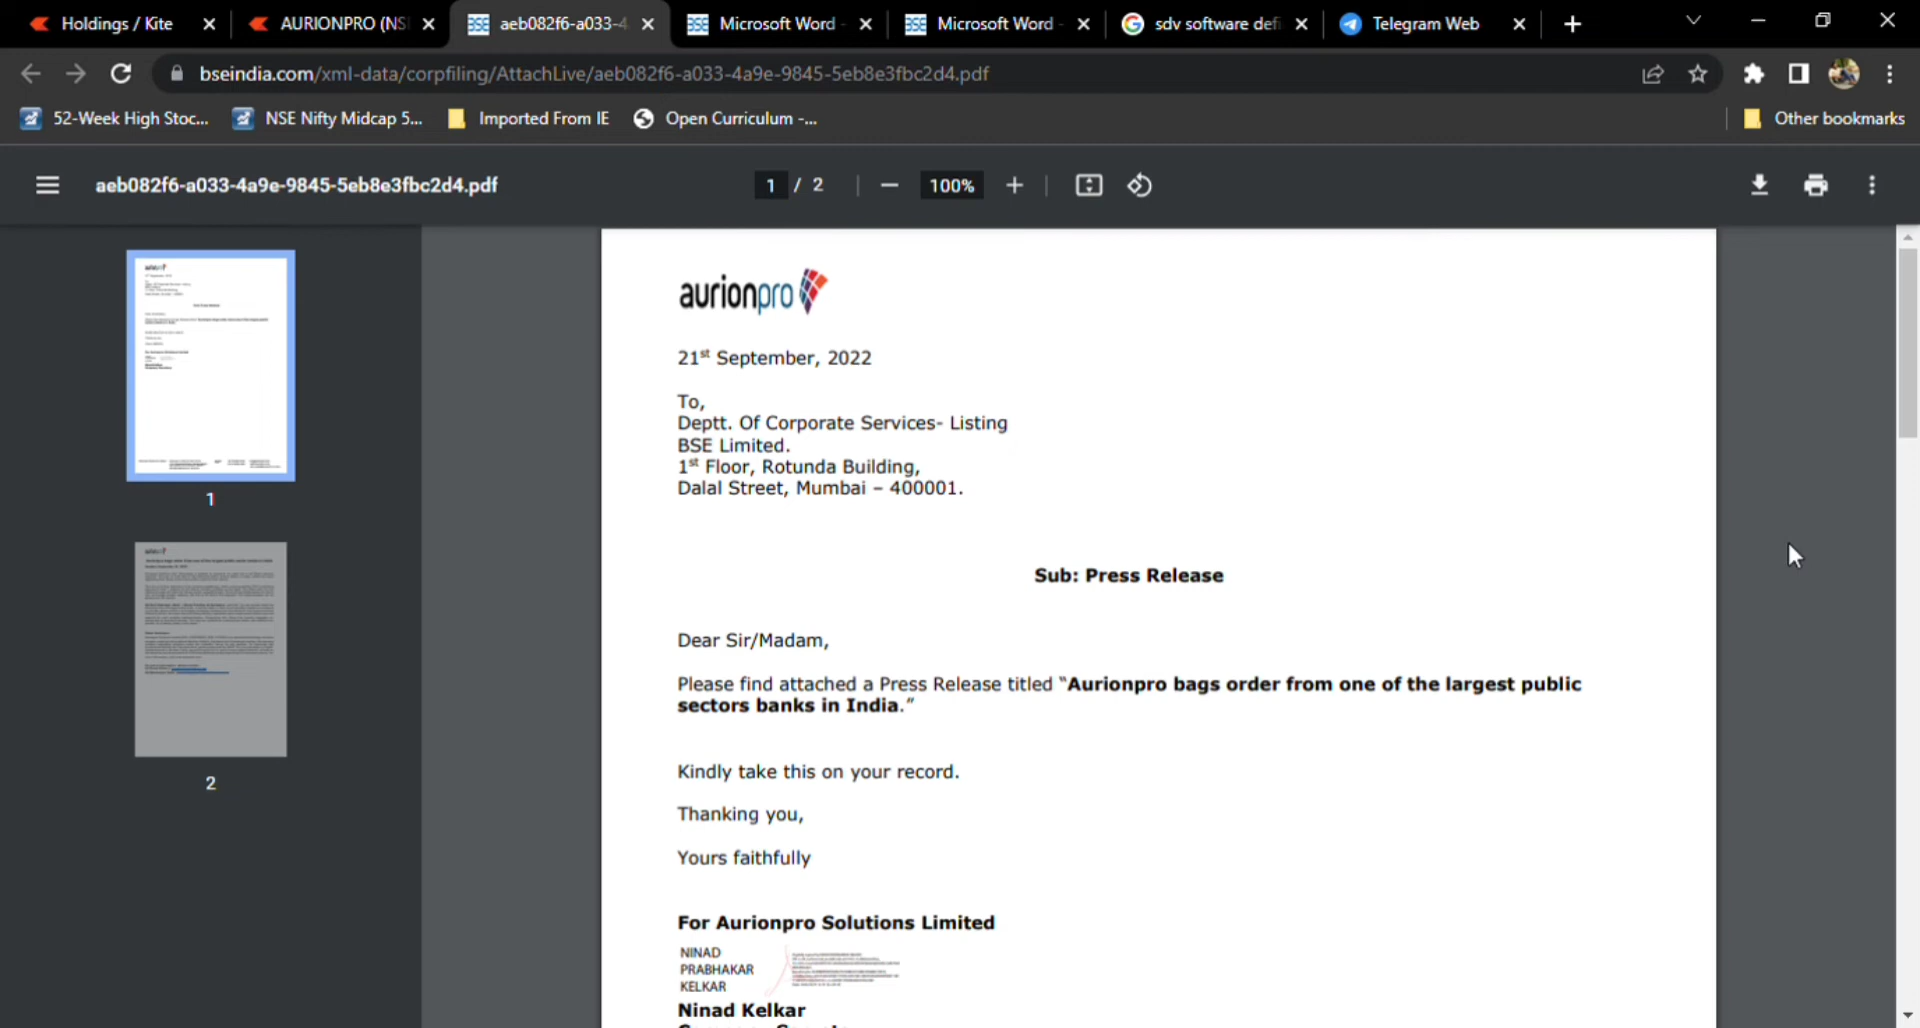 Holdings / Kite
AURIONPRO (NS
aeb082f6-a033-4
Microsoft Word -
Microsoft Word -
sdv software defi
Telegram Web
bseindia.com/xml-data/corpfiling/AttachLive/aeb082f6-a033-4a9e-9845-5eb8e3fbc2d4.pdf
52-Week High Stoc...
NSE Nifty Midcap 5...
Imported From IE
Open Curriculum -...
Other bookmarks
aeb082f6-a033-4a9e-9845-5eb8e3fbc2d4.pdf
1 / 2
100%
1
2
aurionpro
21st September, 2022
To,
Deptt. Of Corporate Services- Listing
BSE Limited.
1st Floor, Rotunda Building,
Dalal Street, Mumbai – 400001.
Sub: Press Release
Dear Sir/Madam,
Please find attached a Press Release titled “Aurionpro bags order from one of the largest public
sectors banks in India.”
Kindly take this on your record.
Thanking you,
Yours faithfully
For Aurionpro Solutions Limited
NINAD
PRABHAKAR
KELKAR
Ninad Kelkar